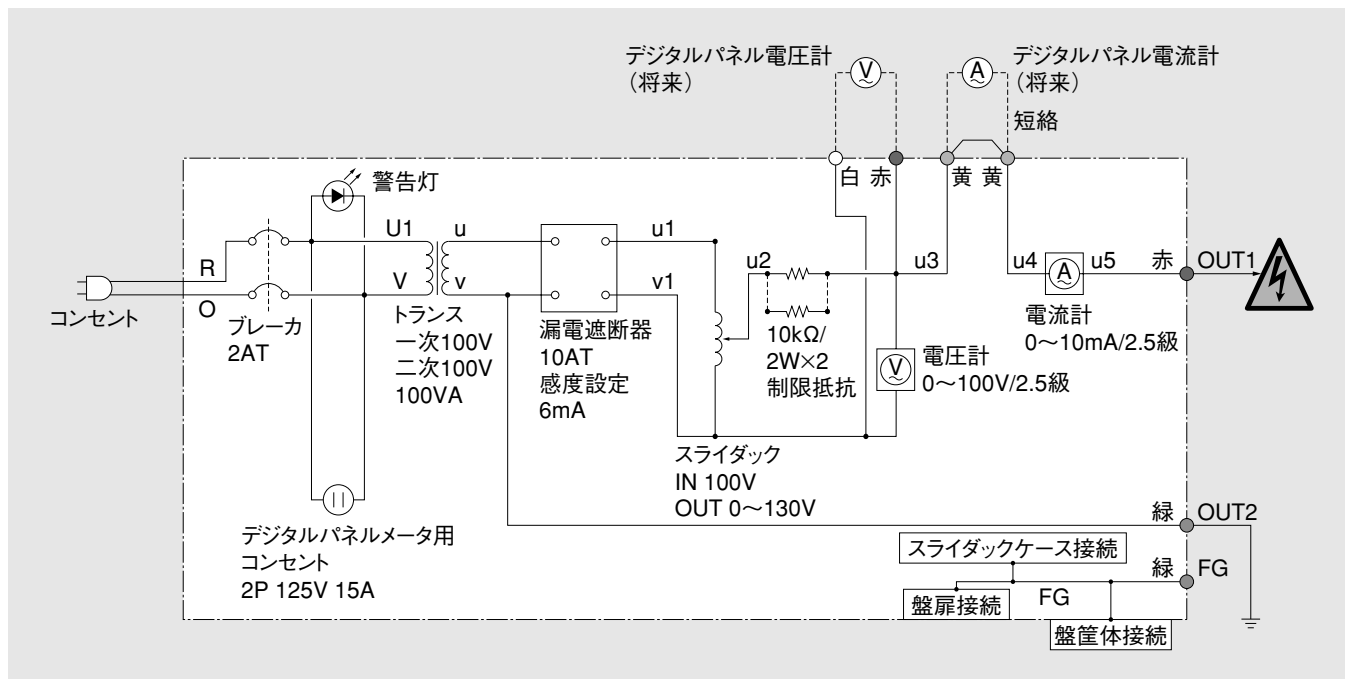 デジタルパネル電圧計
（将来）
V
A
デジタルパネル電流計
（将来）
短絡
白 赤
黄 黄
警告灯
R
O
コンセント
ブレーカ
2AT
U1
V
u
v
トランス
一次100V
二次100V
100VA
漏電遮断器
10AT
感度設定
6mA
u1
v1
u2
10kΩ/
2W×2
制限抵抗
u3
u4
A
u5
赤
OUT1
電流計
0～10mA/2.5級
V
電圧計
0～100V/2.5級
スライダック
IN 100V
OUT 0～130V
デジタルパネルメータ用
コンセント
2P 125V 15A
緑
OUT2
スライダックケース接続
緑
FG
盤扉接続
FG
盤筐体接続